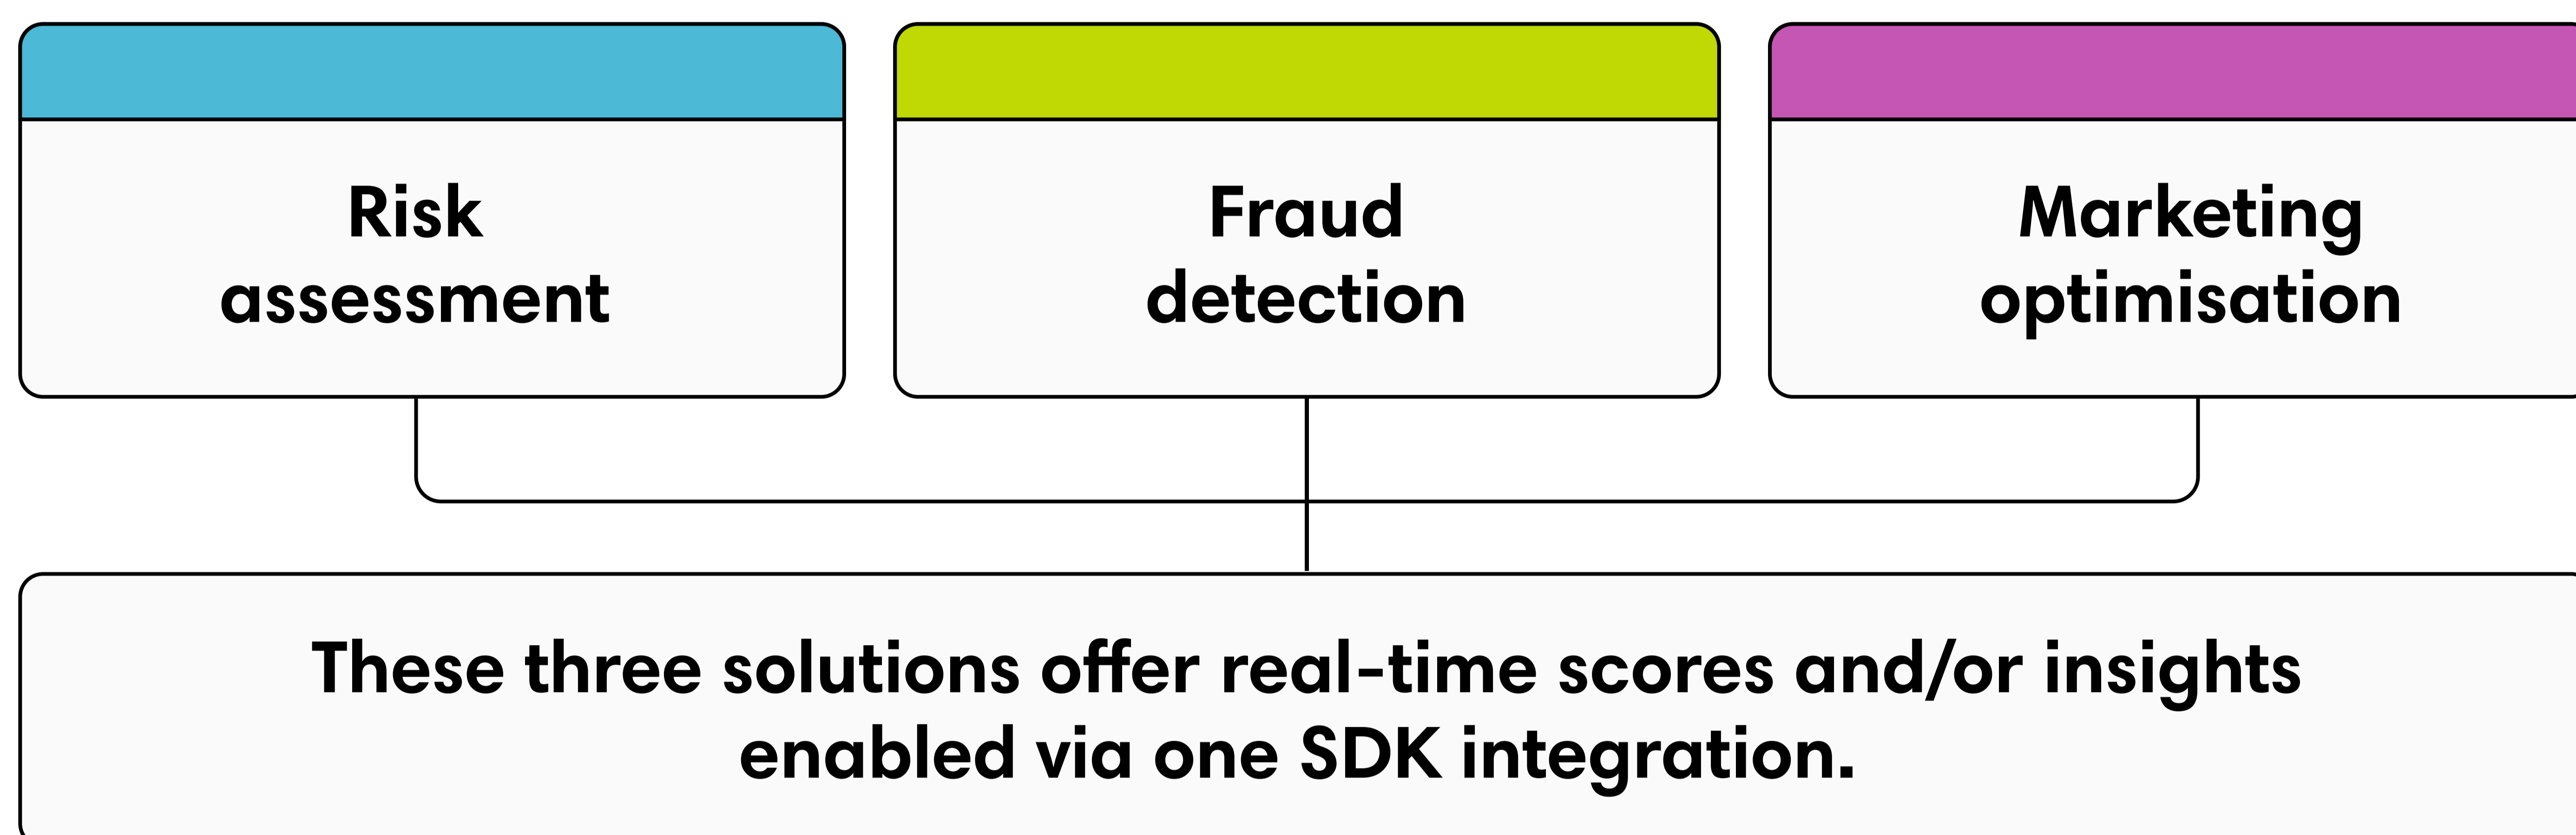 Risk
assessment
Fraud
detection
Marketing
optimisation
These three solutions offer real-time scores and/or insights
enabled via one SDK integration.